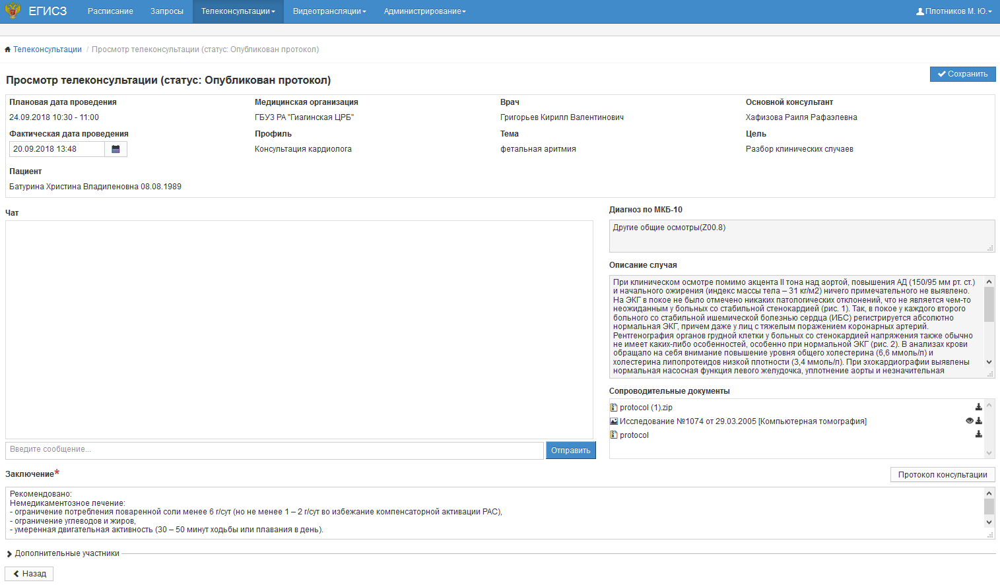 ЕГИСЗ Расписание Запросы Телеконсультации Видеотрансляции Администрирование Плотников М. Ю.
Телеконсультации / Просмотр телеконсультации (статус: Опубликован протокол)
Сохранить
Просмотр телеконсультации (статус: Опубликован протокол)
Плановая дата проведения Медицинская организация Врач Основной консультант
24.09.2018 10:30 - 11:00 ГБУЗ РА "Гиагинская ЦРБ" Григорьев Кирилл Валентинович Хафизова Раиля Рафаэлевна
Фактическая дата проведения Профиль Тема Цель
20.09.2018 13:48 Консультация кардиолога фетальная аритмия Разбор клинических случаев
Пациент
Батурина Христина Владиленовна 08.08.1989
Чат
Введите сообщение...
Отправить
Диагноз по МКБ-10
Другие общие осмотры(Z00.8)
Описание случая
При клиническом осмотре помимо акцента II тона над аортой, повышения АД (150/95 мм рт. ст.)
и начального ожирения (индекс массы тела – 31 кг/м2) ничего примечательного не выявлено.
На ЭКГ в покое не было отмечено никаких патологических отклонений, что не является чем-то
неожиданным у больных со стабильной стенокардией (рис. 1). Так, в покое у каждого второго
больного со стабильной ишемической болезнью сердца (ИБС) регистрируется абсолютно
нормальная ЭКГ, причем даже у лиц с тяжелым поражением коронарных артерий.
Рентгенография органов грудной клетки у больных со стенокардией напряжения также обычно
не имеет каких-либо особенностей, особенно при нормальной ЭКГ (рис. 2). В анализах крови
обращало на себя внимание повышение уровня общего холестерина (6,6 ммоль/л) и
холестерина липопротеидов низкой плотности (3,4 ммоль/л). При эхокардиографии выявлены
нормальная насосная функция левого желудочка, уплотнение аорты и незначительная
Сопроводительные документы
protocol (1).zip
Исследование №1074 от 29.03.2005 [Компьютерная томография]
protocol
Заключение*
Протокол консультации
Рекомендовано:
Немедикаментозное лечение:
- ограничение потребления поваренной соли менее 6 г/сут (но не менее 1 – 2 г/сут во избежание компенсаторной активации РАС),
- ограничение углеводов и жиров,
- умеренная двигательная активность (30 – 50 минут ходьбы или плавания в день).
Дополнительные участники
Назад